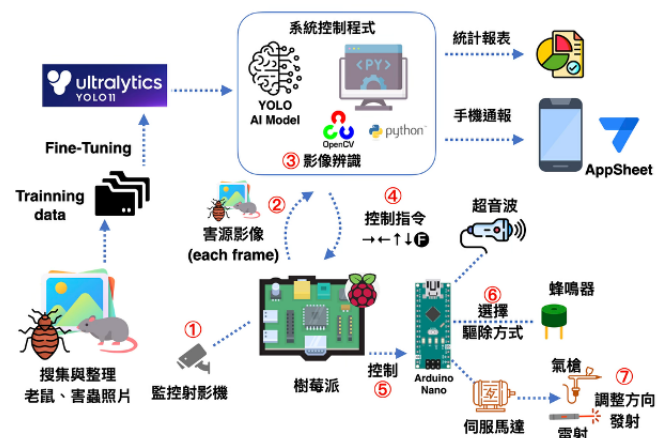 系統控制程式
<PY>
YOLO
AI Model
OpenCV
python
③影像辨識
統計報表
手機通報
AppSheet
ultralytics
YOLO11
Fine-Tuning
Trainning
data
搜集與整理
老鼠、害蟲照片
②
害源影像
(each frame)
④
控制指令
→←↑↓F
①
監控射影機
樹莓派
控制
⑤
Arduino
Nano
超音波
⑥
選擇
驅除方式
蜂鳴器
伺服馬達
氣槍
雷射
⑦
調整方向
發射